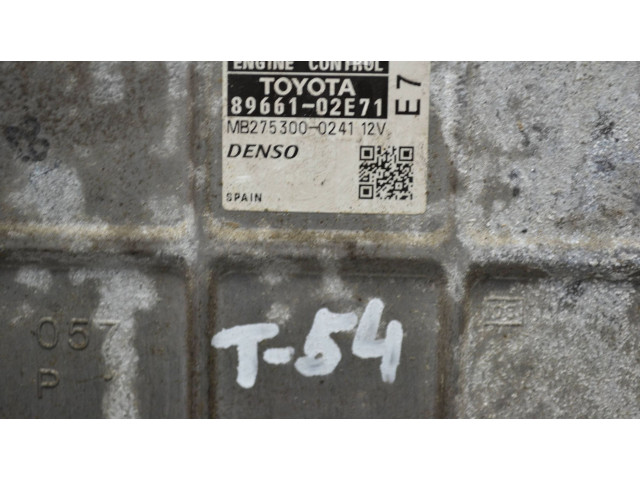 ENGINE CONTROL
TOYOTA
89661-02E71
E7
MB275300-0241 12V
DENSO
SPAIN
057
P
T-54